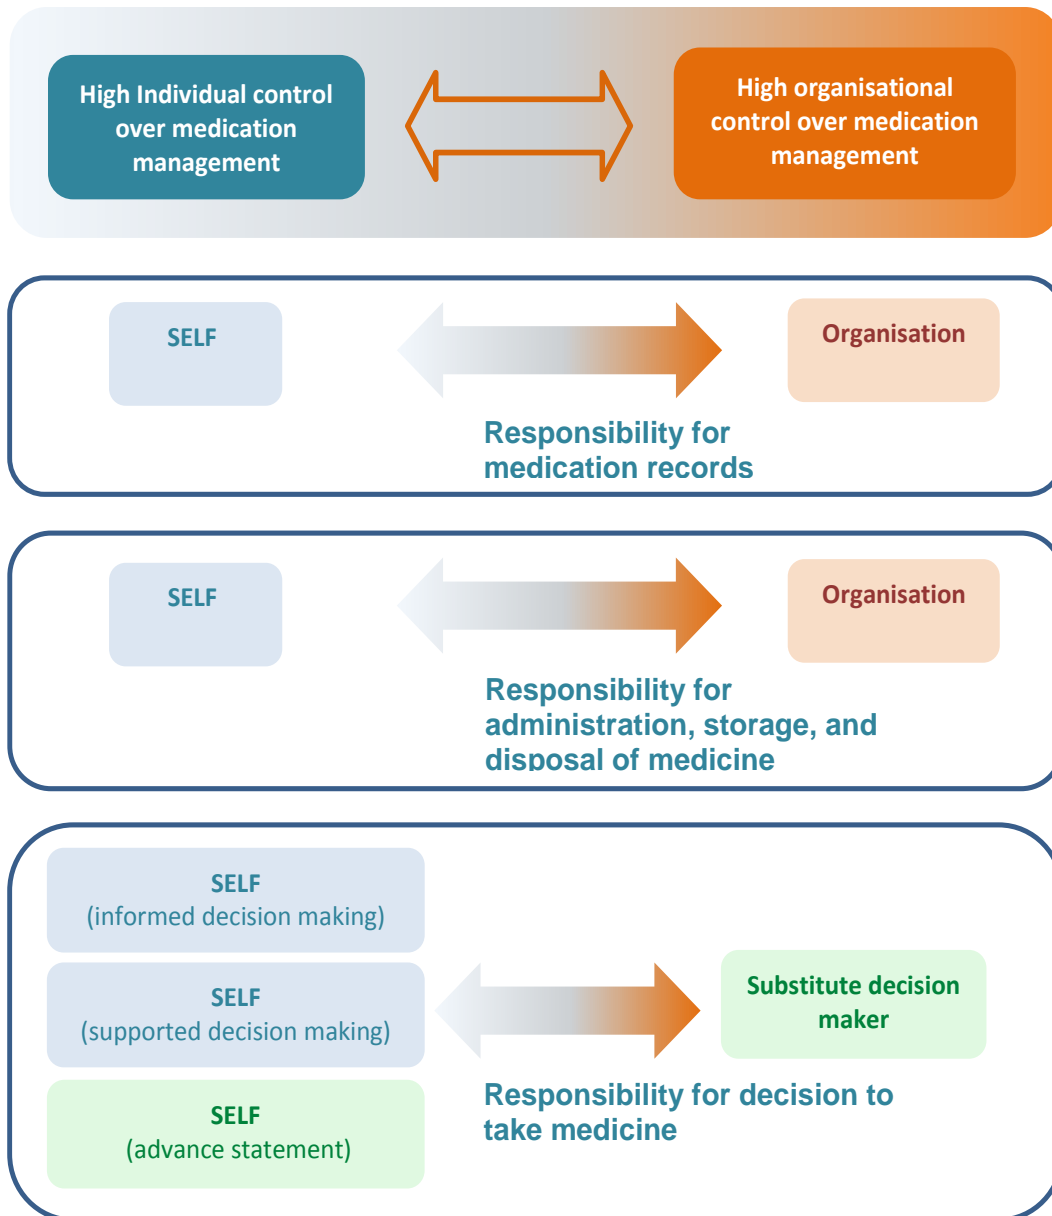 High Individual control
over medication
management
High organisational
control over medication
management
SELF
Organisation
Responsibility for
medication records
SELF
Organisation
Responsibility for
administration, storage, and
disposal of medicine
SELF
(informed decision making)
SELF
(supported decision making)
SELF
(advance statement)
Substitute decision
maker
Responsibility for decision to
take medicine